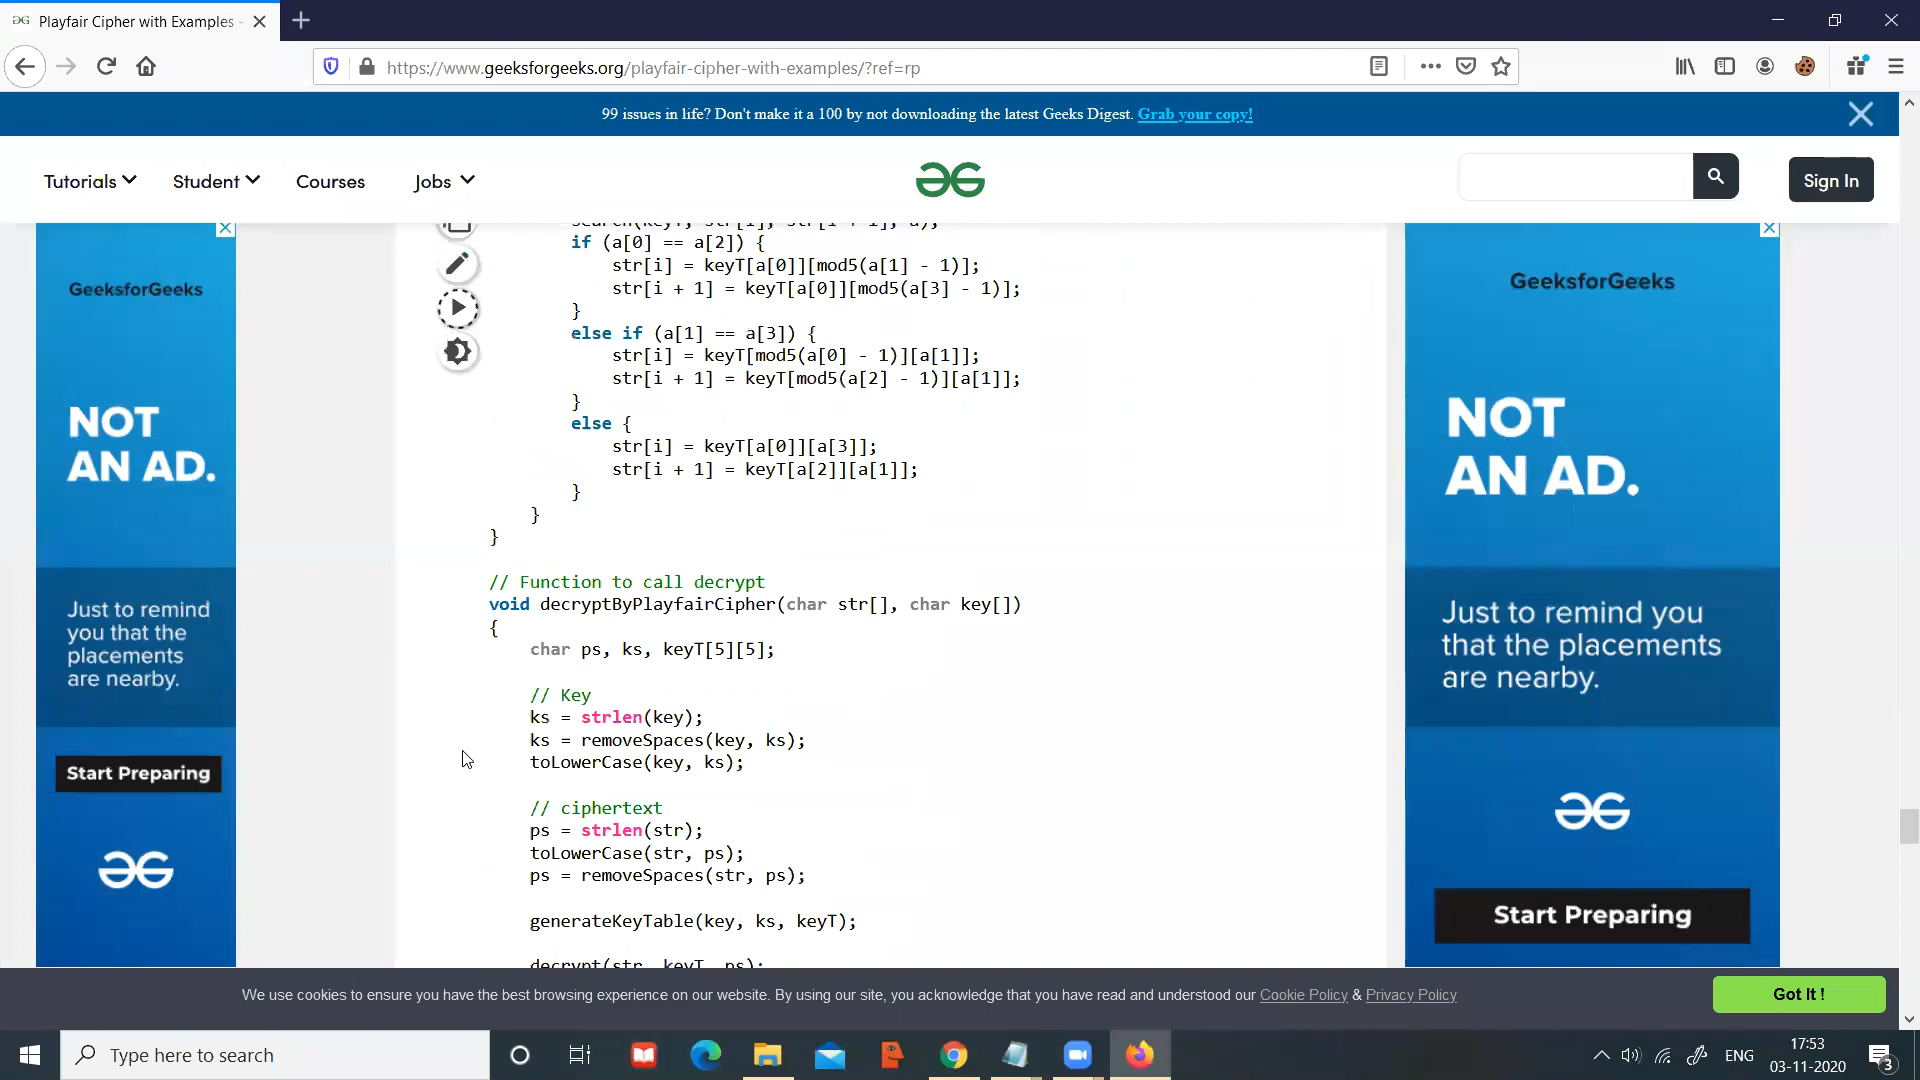 Playfair Cipher with Examples -
https://www.geeksforgeeks.org/playfair-cipher-with-examples/?ref=rp
99 issues in life? Don't make it a 100 by not downloading the latest Geeks Digest. Grab your copy!
Tutorials
Student
Courses
Jobs
Sign In
search(keyT, str[i], str[i + 1], a);
if (a[0] == a[2]) {
str[i] = keyT[a[0]][mod5(a[1] - 1)];
str[i + 1] = keyT[a[0]][mod5(a[3] - 1)];
}
else if (a[1] == a[3]) {
str[i] = keyT[mod5(a[0] - 1)][a[1]];
str[i + 1] = keyT[mod5(a[2] - 1)][a[1]];
}
else {
str[i] = keyT[a[0]][a[3]];
str[i + 1] = keyT[a[2]][a[1]];
}
}
}
// Function to call decrypt
void decryptByPlayfairCipher(char str[], char key[])
{
char ps, ks, keyT[5][5];
// Key
ks = strlen(key);
ks = removeSpaces(key, ks);
toLowerCase(key, ks);
// ciphertext
ps = strlen(str);
toLowerCase(str, ps);
ps = removeSpaces(str, ps);
generateKeyTable(key, ks, keyT);
decrypt(str, keyT, ps);
GeeksforGeeks
NOT
AN AD.
Just to remind
you that the
placements
are nearby.
Start Preparing
GeeksforGeeks
NOT
AN AD.
Just to remind you
that the placements
are nearby.
Start Preparing
We use cookies to ensure you have the best browsing experience on our website. By using our site, you acknowledge that you have read and understood our Cookie Policy & Privacy Policy
Got It !
Type here to search
ENG
17:53
03-11-2020
3